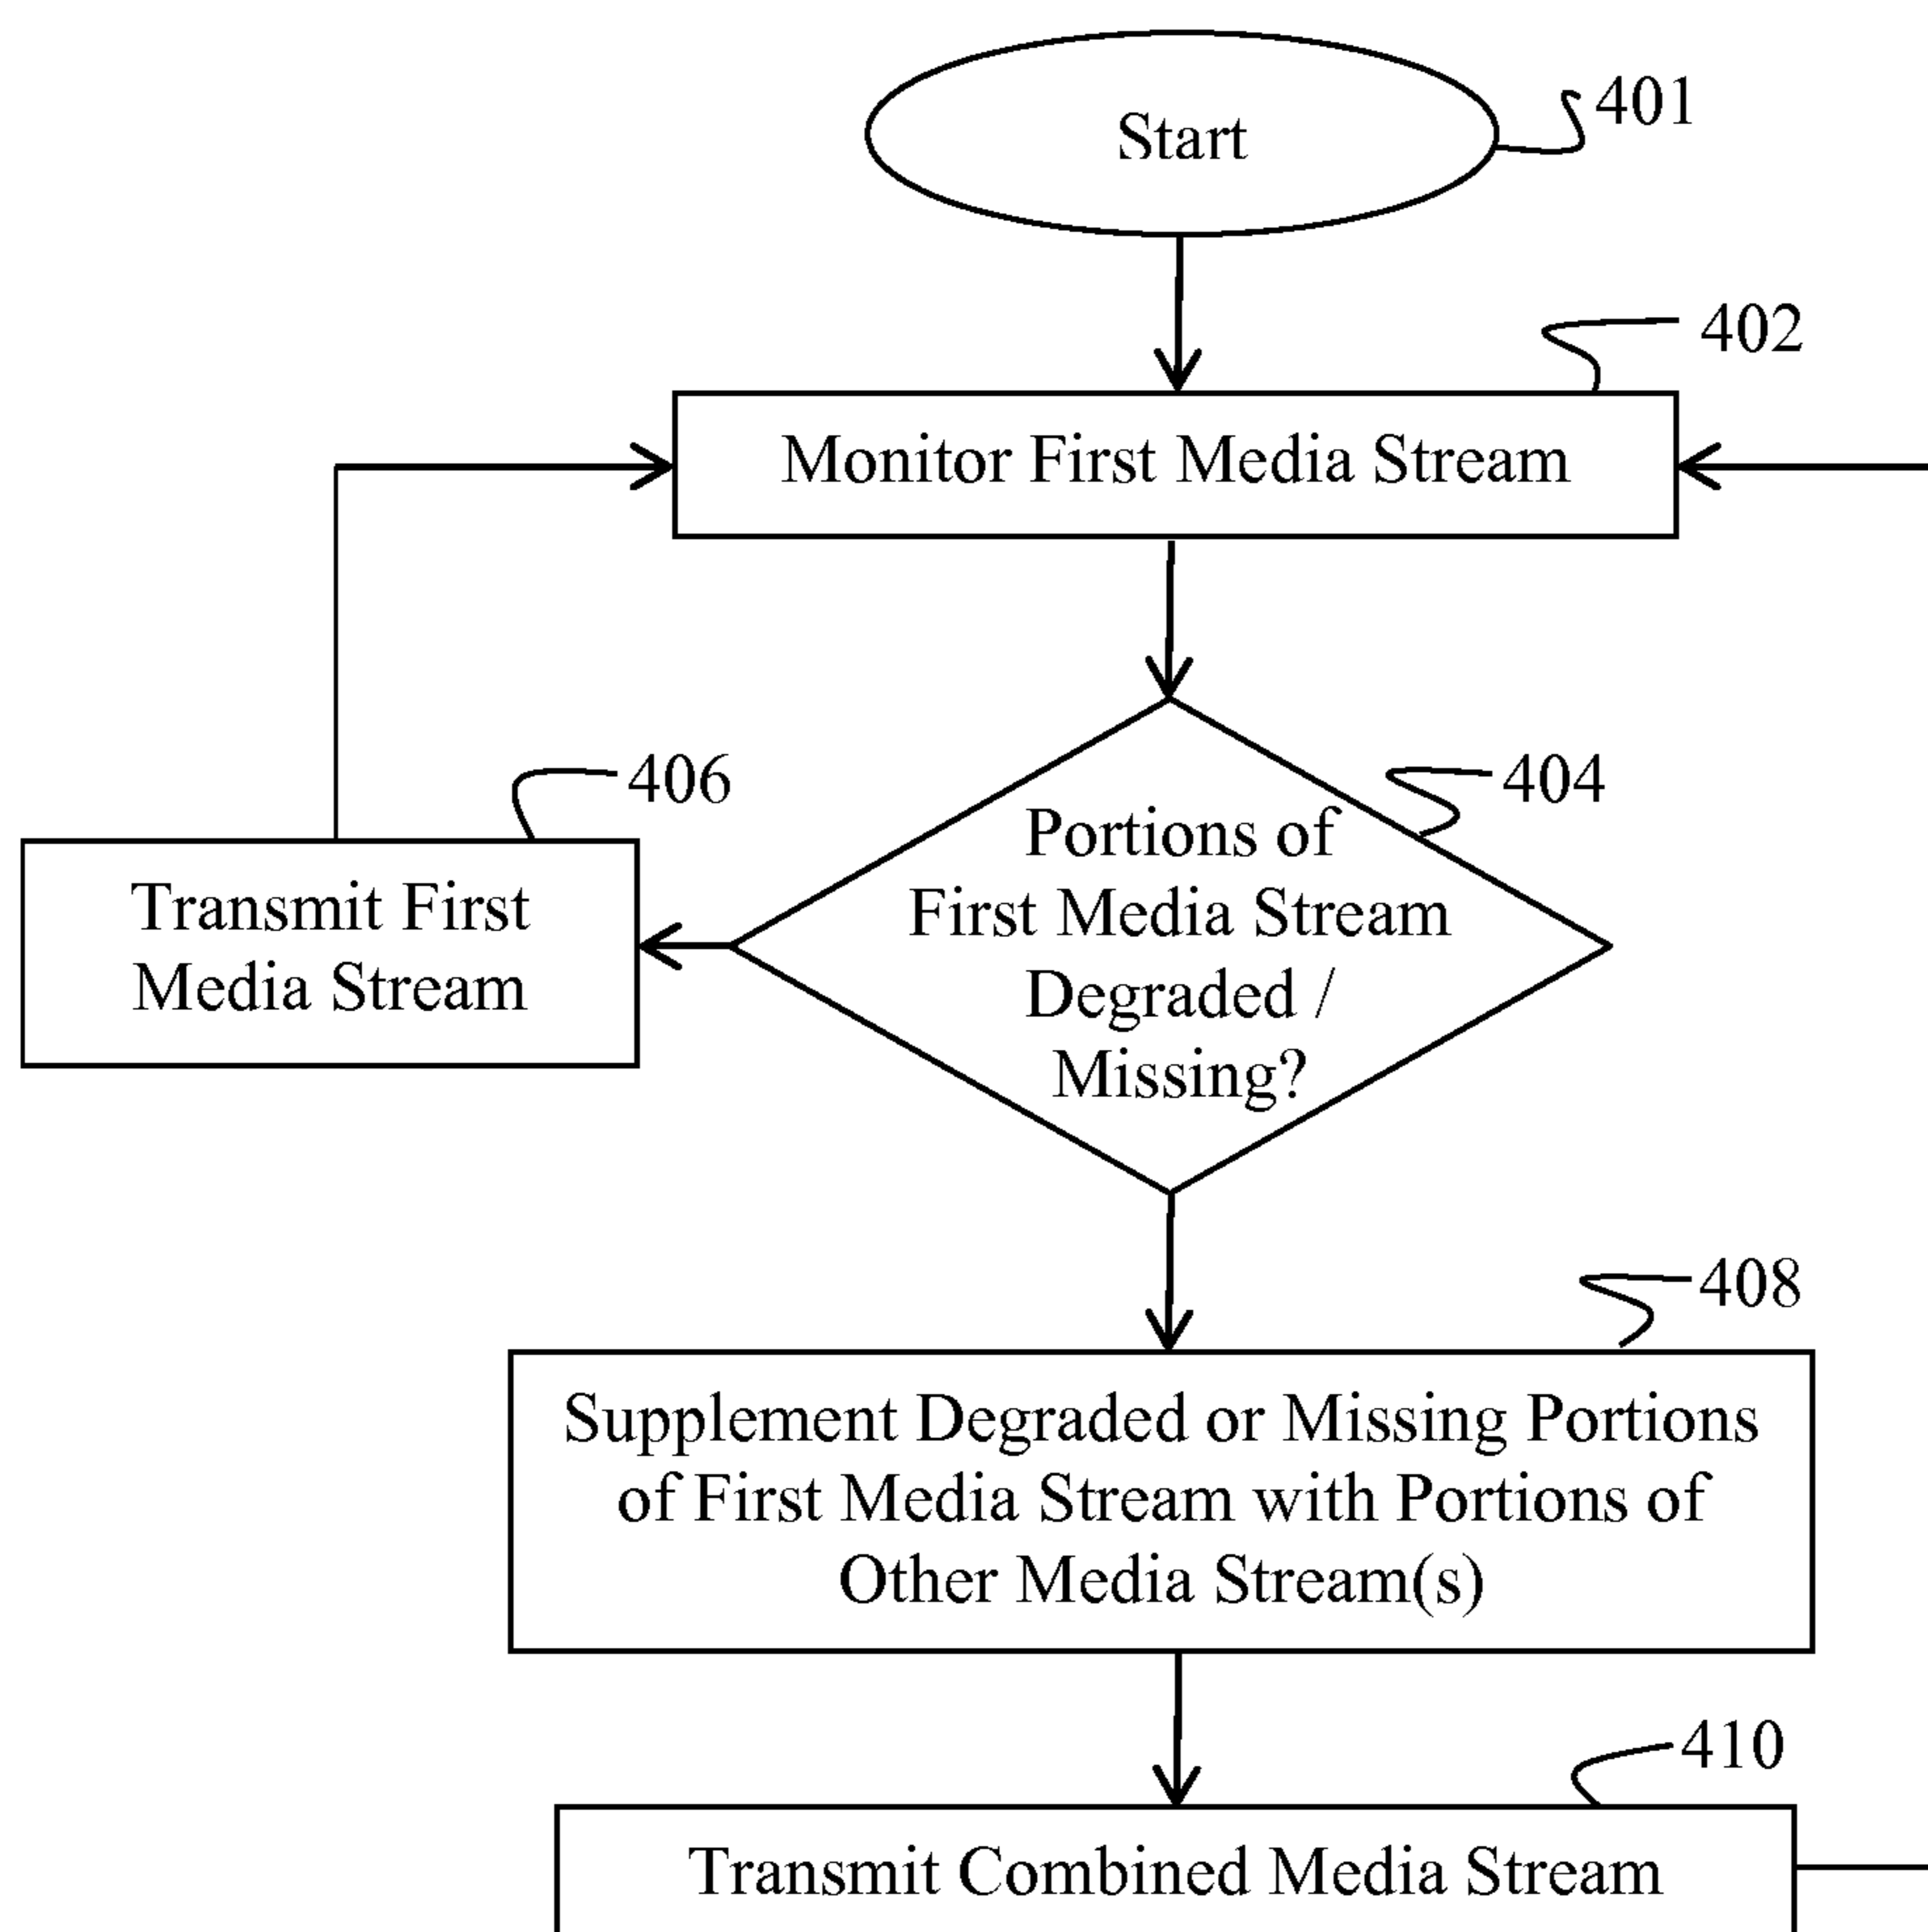 Start
401
402
Monitor First Media Stream
406
404
Portions of
First Media Stream
Degraded /
Missing?
Transmit First
Media Stream
408
Supplement Degraded or Missing Portions
of First Media Stream with Portions of
Other Media Stream(s)
410
Transmit Combined Media Stream